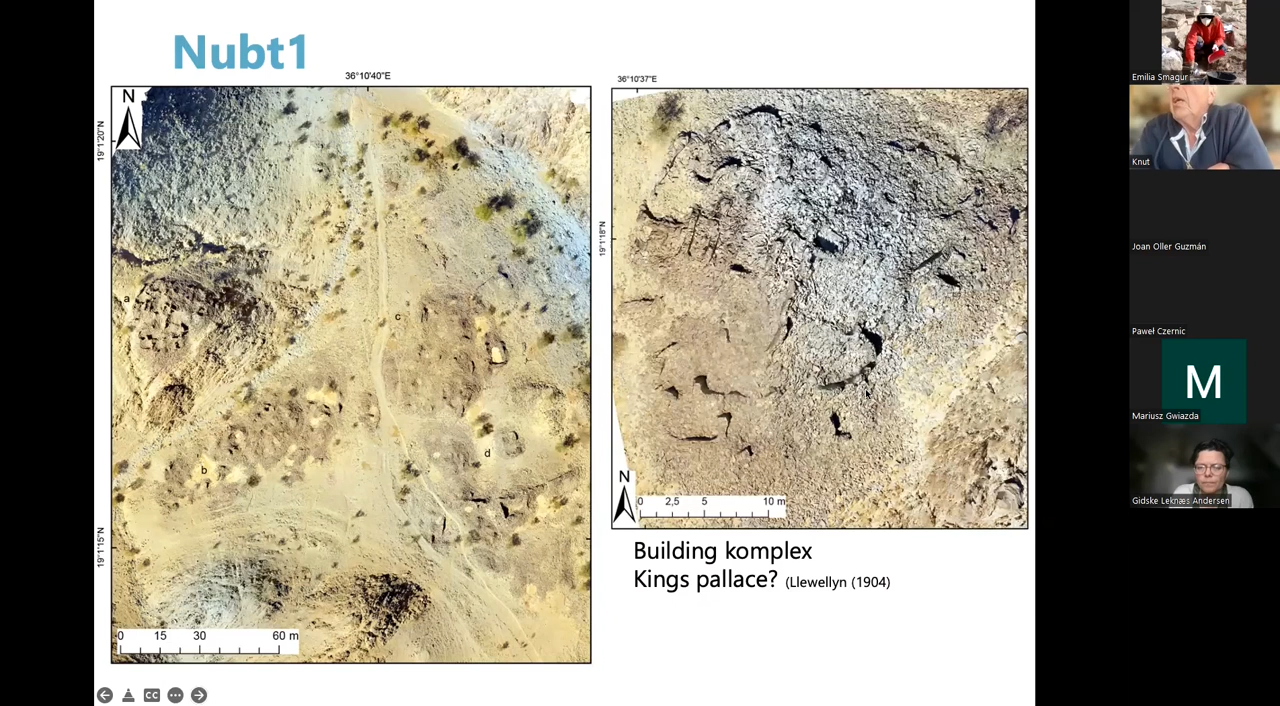 Nubt1
36°10'40"E
N
19°1'20"N
a
c
b
d
19°1'15"N
0 15 30 60 m
36°10'37"E
19°1'18"N
N
0 2,5 5 10 m
Building komplex
Kings pallace? (Llewellyn (1904)
CC
Emilia Smagur
Knut
Joan Oller Guzmán
Paweł Czernic
M
Mariusz Gwiazda
Gidske Leknæs Andersen